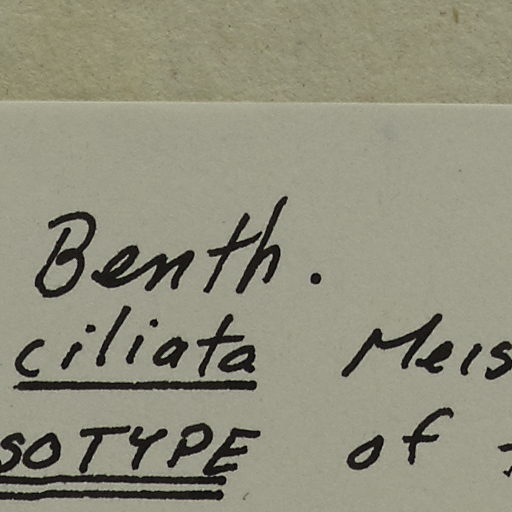 Benth.
ciliata Meis
SOTYPE of